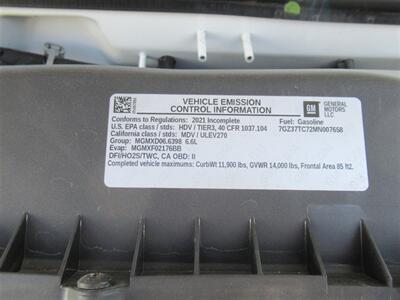 VEHICLE EMISSION
CONTROL INFORMATION
GM
GENERAL
MOTORS
LLC
Conforms to Regulations: 2021 Incomplete
Fuel: Gasoline
U.S. EPA class / stds: HDV / TIER3, 40 CFR 1037.104
7GZ37TC72MN007658
California class / stds: MDV / ULEV270
Group: MGMXD06.6398 6.6L
Evap: MGMXF02176BB
DFI/HO2S/TWC, CA OBD: II
Completed vehicle maximums: CurbWt 11,900 lbs, GVWR 14,000 lbs, Frontal Area 85 ft2.